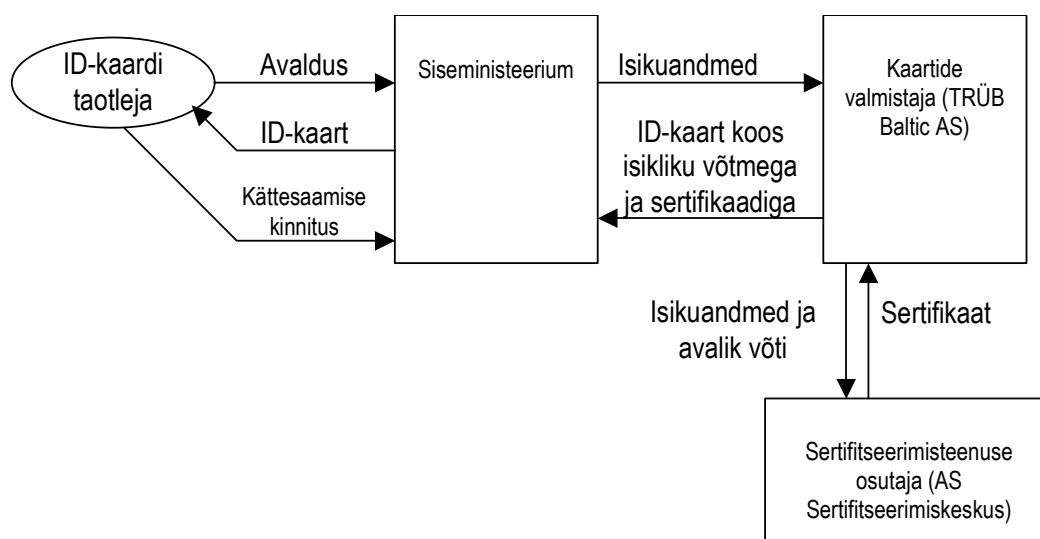 ID-kaardi
taotleja
Avaldus
ID-kaart
Kättesaamise
kinnitus
Siseministeerium
Isikuandmed
ID-kaart koos
isikliku võtmega
ja sertifikaadiga
Kaartide
valmistaja (TRÜB
Baltic AS)
Isikuandmed ja
avalik võti
Sertifikaat
Sertifitseerimisteenuse
osutaja (AS
Sertifitseerimiskeskus)